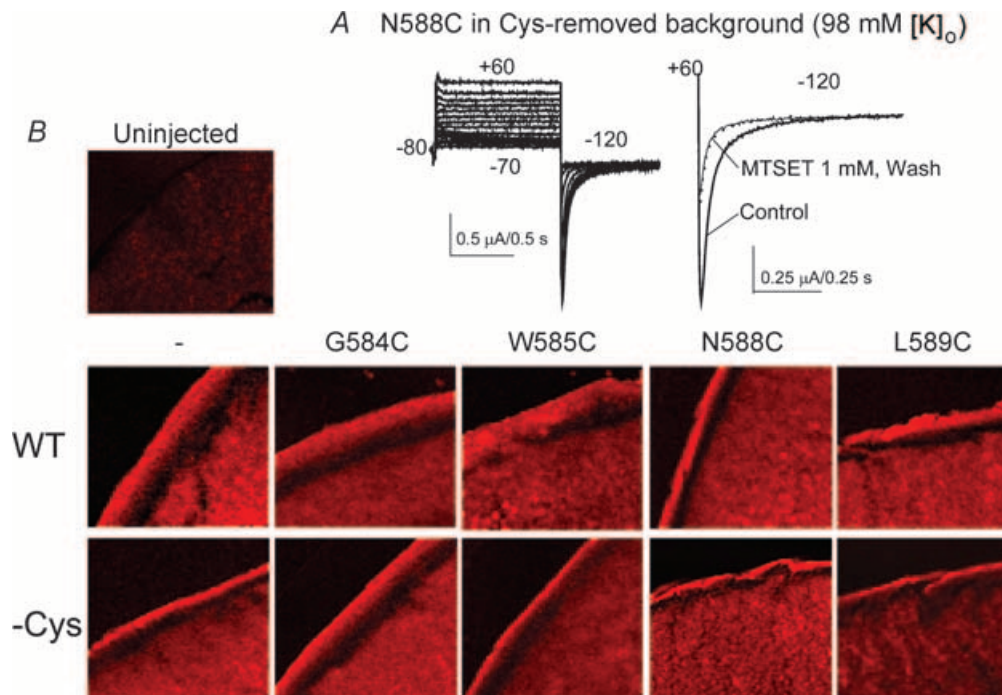 A N588C in Cys-removed background (98 mM [K]o)
+60
-120
-80
-70
0.5 μA/0.5 s
+60
-120
MTSET 1 mM, Wash
Control
0.25 μA/0.25 s
B
Uninjected
- G584C W585C N588C L589C
WT
-Cys